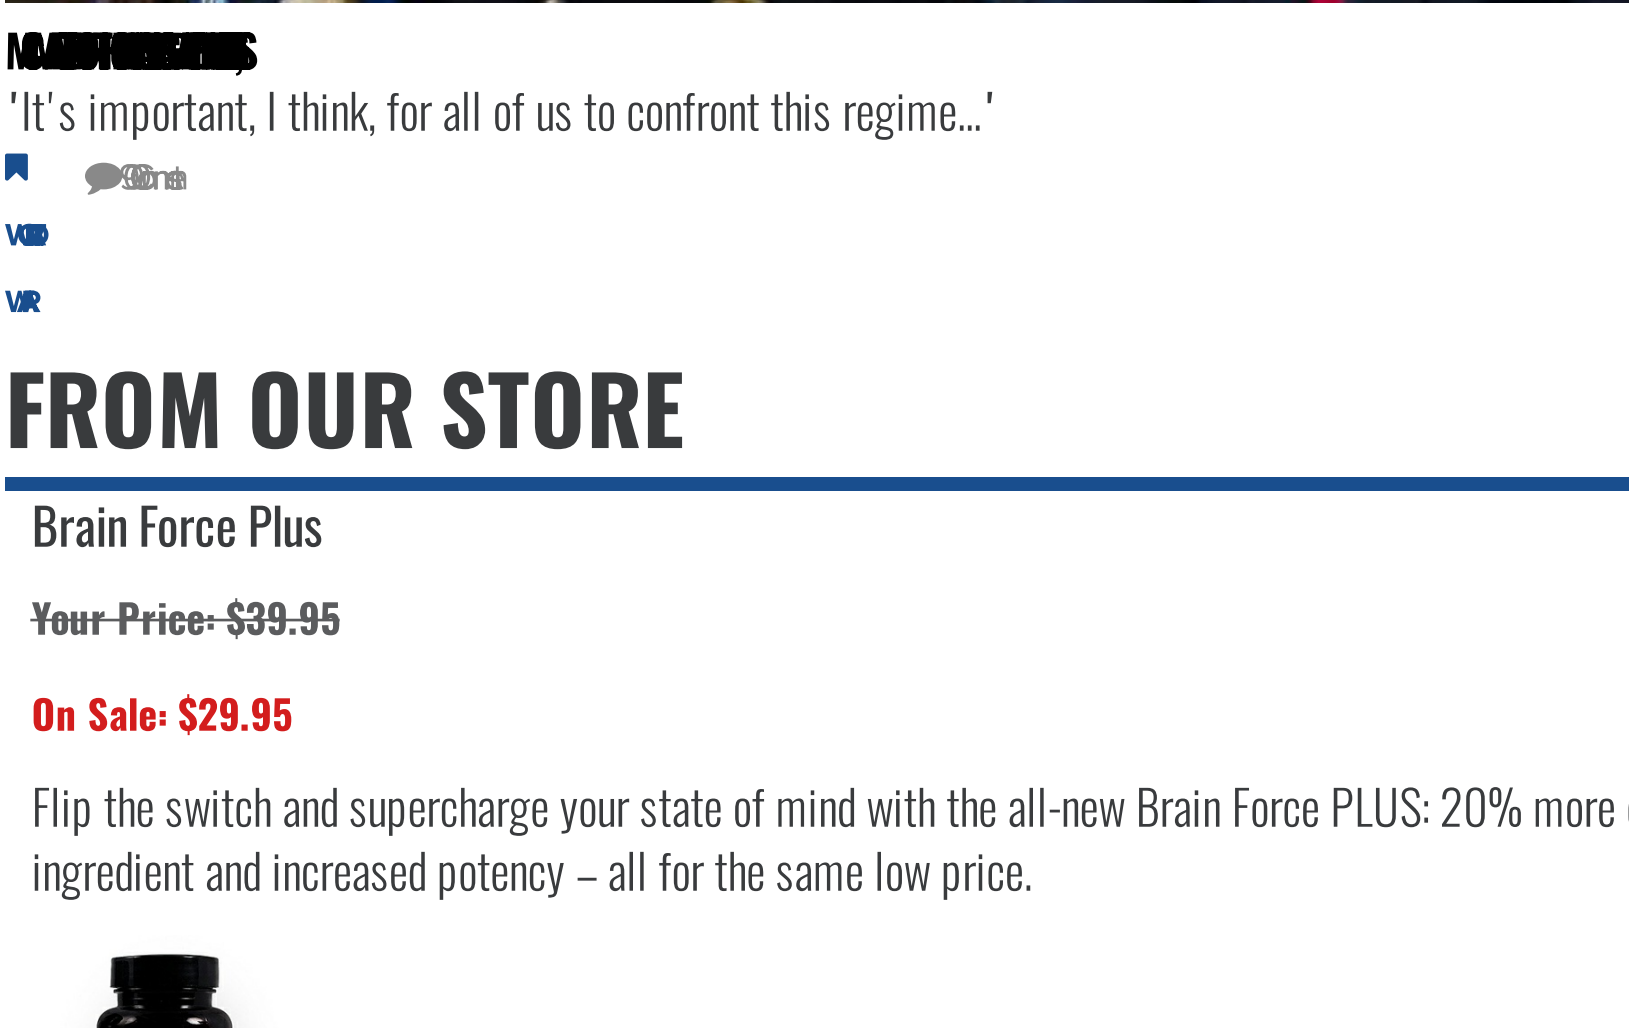 'It's important, I think, for all of us to confront this regime...'
FROM OUR STORE
Brain Force Plus
Your Price: $39.95
On Sale: $29.95
Flip the switch and supercharge your state of mind with the all-new Brain Force PLUS: 20% more
ingredient and increased potency – all for the same low price.